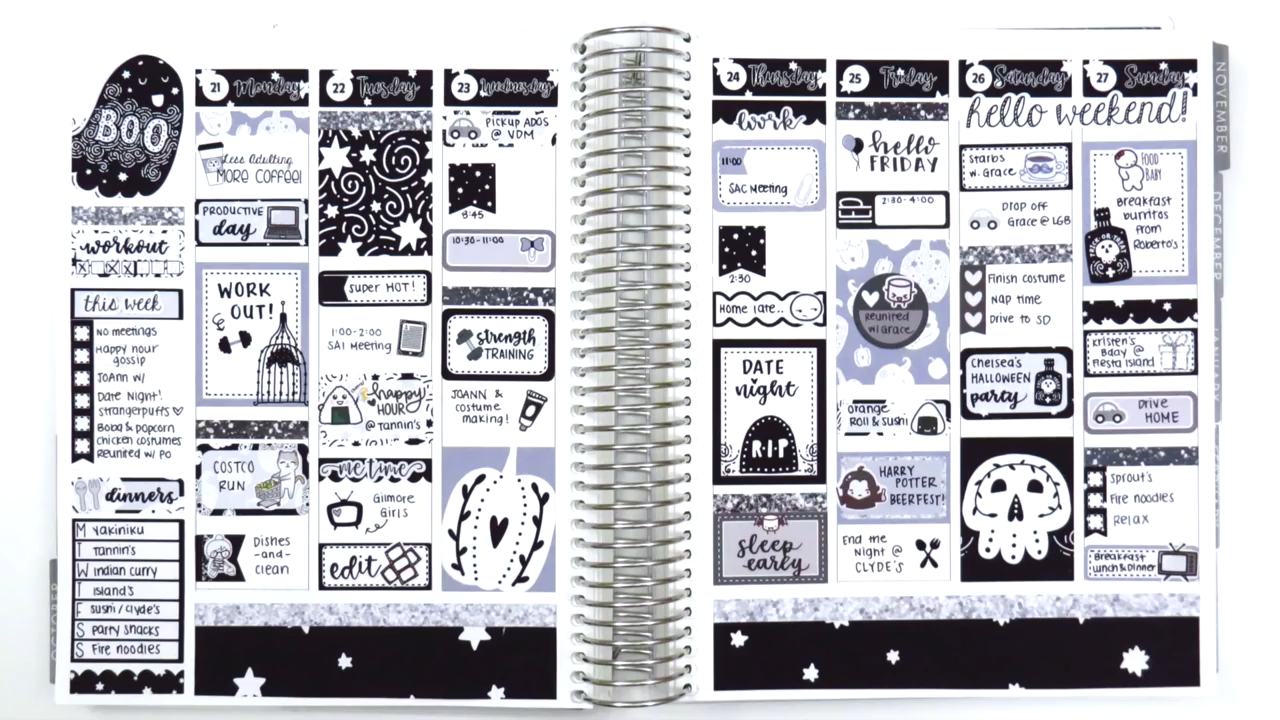 BOO
workout
this week
No meetings
Happy hour
gossip
JoAnn w/
Date Night!
strangerpuffs
Boba & popcorn
chicken costumes
Reunited w/ Po
dinners
M yakiniku
T Tannin's
W indian curry
T island's
F sushi/clyde's
S party snacks
S Fire noodles
OCTOBER
21 Monday
Less Adulting
MORE COFFEE!
PRODUCTIVE
day
WORK
OUT!
COSTCO
RUN
Dishes
-and-
clean
22 Tuesday
super HOT!
1:00-2:00
SAI Meeting
happy
HOUR
@ Tannin's
me time
Gilmore
Girls
edit
23 Wednesday
Pickup ADOS
@ VDM
8:45
10:30-11:00
strength
TRAINING
JOANN &
costume
making!
24 Thursday
work
11:00
SAC Meeting
2:30
Home late..
DATE
night
R.I.P
sleep
early
25 Friday
hello
FRIDAY
IEP
2:30-4:00
Reunited
w/ Grace
orange
Roll & Sushi
HARRY
POTTER
BEERFEST!
End the
Night @
CLYDE'S
26 Saturday
hello weekend!
Starbs
w. Grace
Drop off
Grace @ LGB
Finish costume
Nap time
Drive to SD
Chelsea's
HALLOWEEN
party
27 Sunday
FOOD
BABY
Breakfast
burritos
from
Roberto's
TRICK OR TREAT
Kristen's
Bday @
Fiesta Island
Drive
HOME
Sprout's
Fire noodles
Relax
Breakfast
Lunch & Dinner
NOVEMBER
DECEMBER
JANUARY